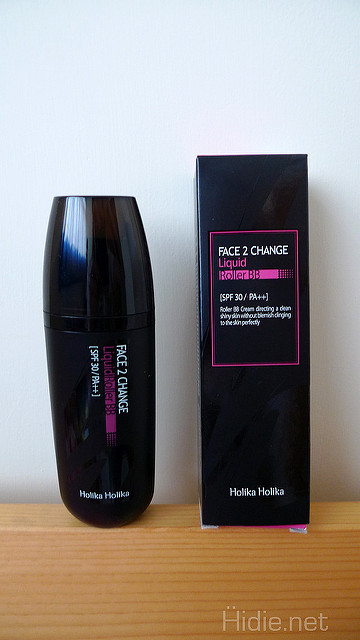 FACE 2 CHANGE
Liquid Roller BB
[SPF 30/PA++]
Holika Holika
FACE 2 CHANGE
Liquid
Roller BB
[SPF 30 / PA++]
Roller BB Cream directing a clean
shiny skin without blemish clinging
to the skin perfectly
Holika Holika
Hidie.net